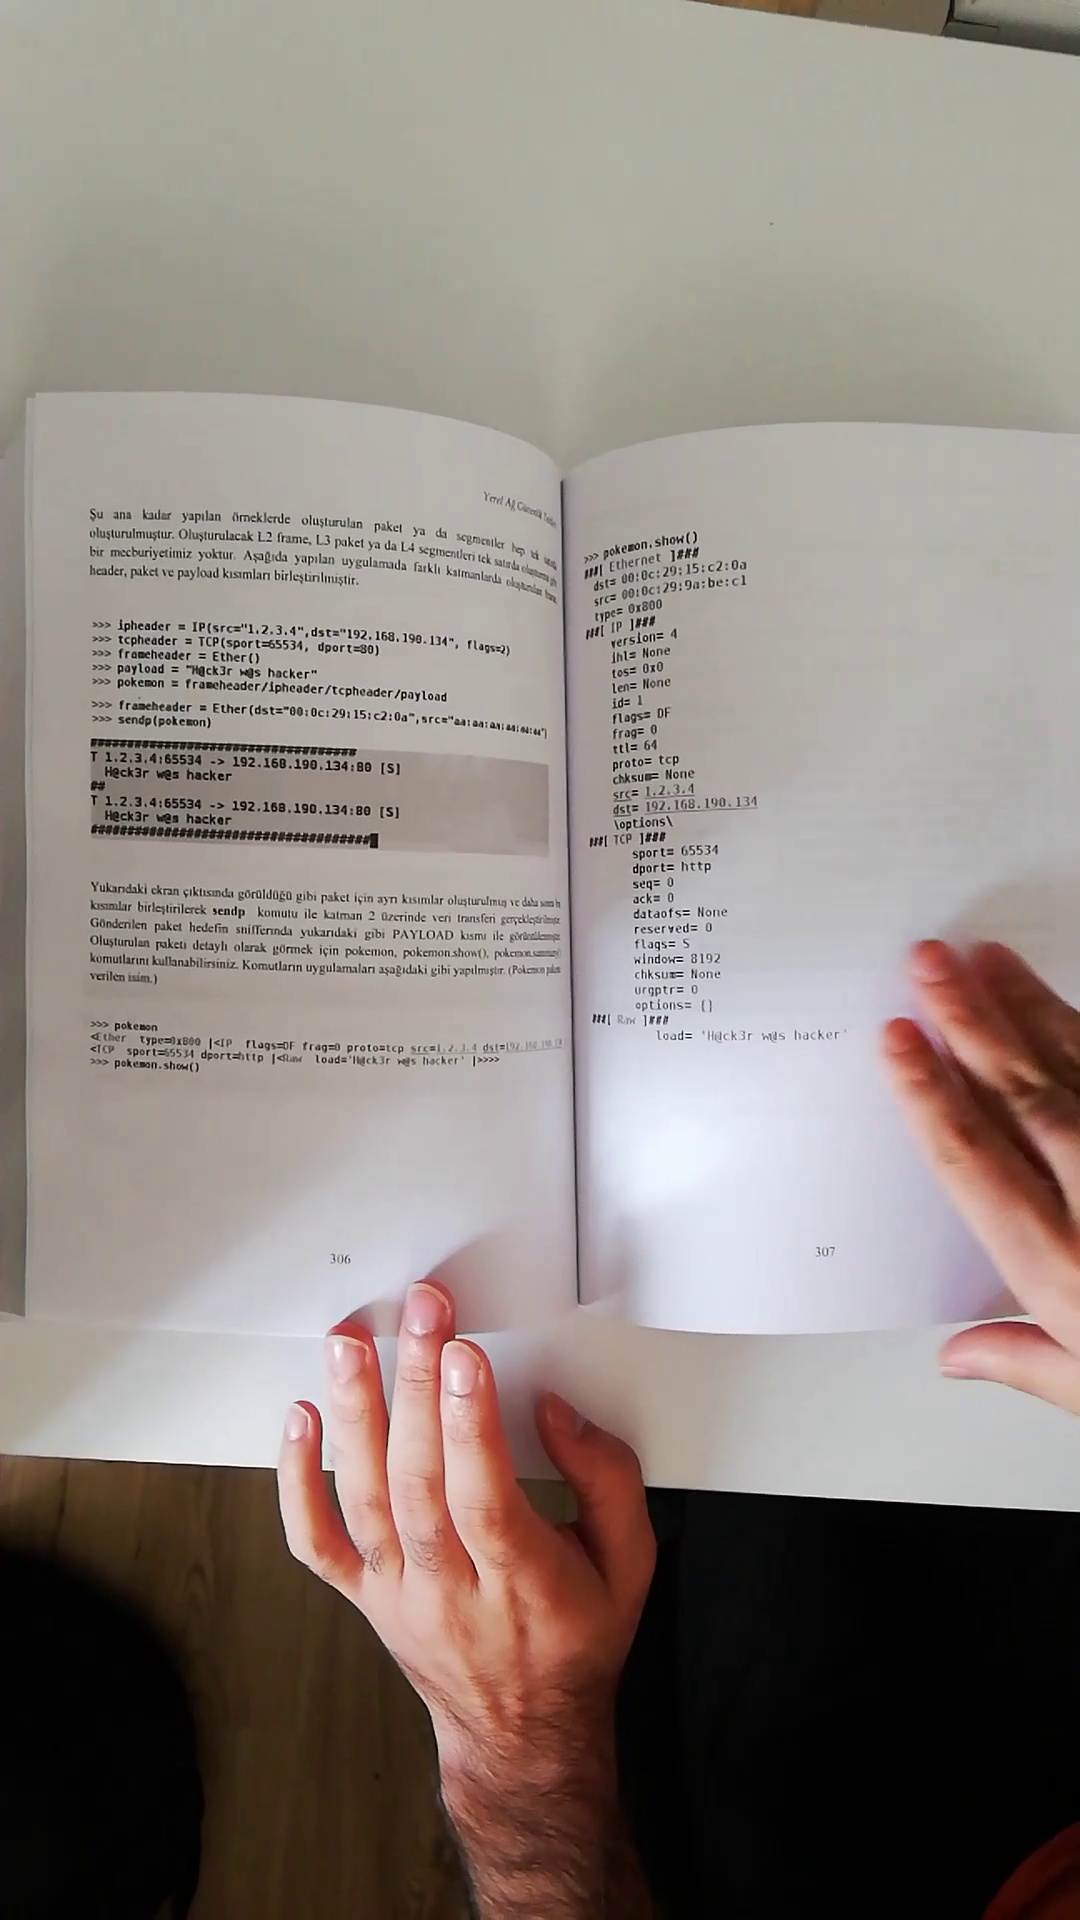 Yerel Ağ Güvenlik
Şu ana kadar yapılan örneklerde oluşturulan paket ya da segmentler hep tek satırda
oluşturulmuştur. Oluşturulacak L2 frame, L3 paket ya da L4 segmentleri tek satırda oluşturma gibi
bir mecburiyetimiz yoktur. Aşağıda yapılan uygulamada farklı katmanlarda oluşturulan frame,
header, paket ve payload kısımları birleştirilmiştir.
>>> ipheader = IP(src="1.2.3.4",dst="192.168.190.134", flags=2)
>>> tcpheader = TCP(sport=65534, dport=80)
>>> frameheader = Ether()
>>> payload = "H@ck3r w@s hacker"
>>> pokemon = frameheader/ipheader/tcpheader/payload
>>> frameheader = Ether(dst="00:0c:29:15:c2:0a",src="aa:aa:aa:aa:aa:aa")
>>> sendp(pokemon)
T 1.2.3.4:65534 -> 192.168.190.134:80 [S]
H@ck3r w@s hacker
##
T 1.2.3.4:65534 -> 192.168.190.134:80 [S]
H@ck3r w@s hacker
Yukarıdaki ekran çıktısında görüldüğü gibi paket için ayrı kısımlar oluşturulmuş ve daha sonra bu
kısımlar birleştirilerek sendp komutu ile katman 2 üzerinde veri transferi gerçekleştirilmiştir.
Gönderilen paket hedefin snifferında yukarıdaki gibi PAYLOAD kısmı ile görüntülenmiştir.
Oluşturulan paketi detaylı olarak görmek için pokemon, pokemon.show(), pokemon.summary()
komutlarını kullanabilirsiniz. Komutların uygulamaları aşağıdaki gibi yapılmıştır. (Pokemon pakete
verilen isim.)
>>> pokemon
<Ether type=0x800 |<IP flags=DF frag=0 proto=tcp src=1.2.3.4 dst=192.168.190.134
<TCP sport=65534 dport=http |<Raw load='H@ck3r w@s hacker' |>>>>
>>> pokemon.show()
306
>>> pokemon.show()
###[ Ethernet ]###
dst= 00:0c:29:15:c2:0a
src= 00:0c:29:9a:be:c1
type= 0x800
###[ IP ]###
version= 4
ihl= None
tos= 0x0
len= None
id= 1
flags= DF
frag= 0
ttl= 64
proto= tcp
chksum= None
src= 1.2.3.4
dst= 192.168.190.134
\options\
###[ TCP ]###
sport= 65534
dport= http
seq= 0
ack= 0
dataofs= None
reserved= 0
flags= S
window= 8192
chksum= None
urgptr= 0
options= {}
###[ Raw ]###
load= 'H@ck3r w@s hacker'
307